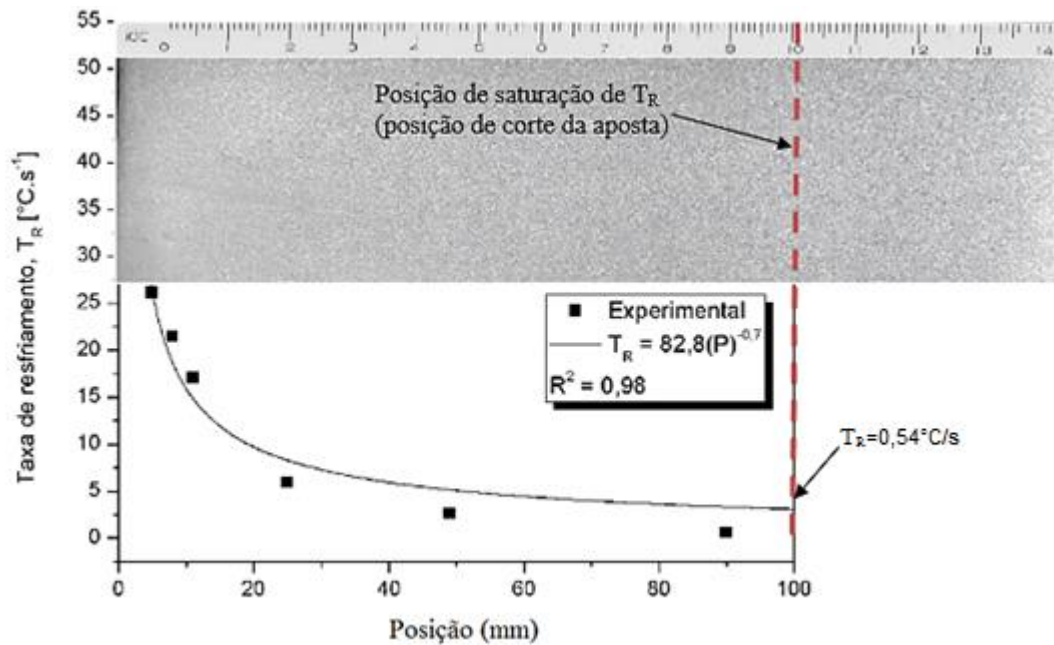 55
50
45
40
35
30
25
20
15
10
5
0
Taxa de resfriamento, T_R [°C.s⁻¹]
0 1 2 3 4 5 6 7 8 9 10 11 12 13 14
Posição de saturação de T_R
(posição de corte da aposta)
Experimental
T_R = 82,8(P)^-0,7
R² = 0,98
T_R=0,54°C/s
0 20 40 60 80 100
Posição (mm)